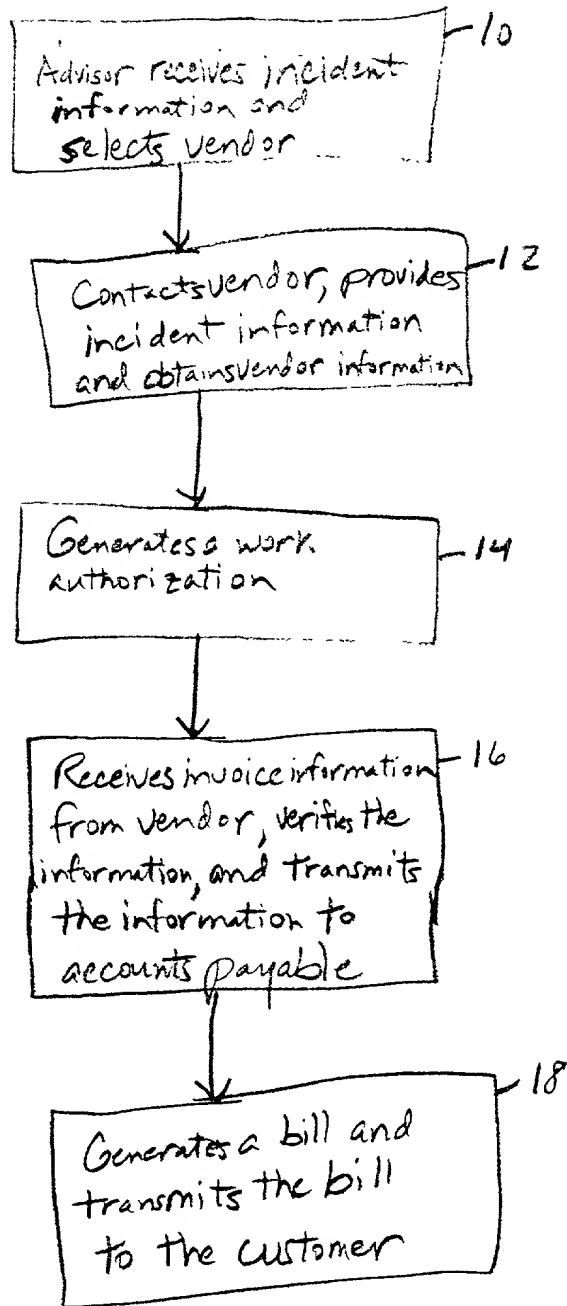 10
Advisor receives incident
information and
selects vendor
12
Contacts vendor, provides
incident information
and obtains vendor information
14
Generates a work
authorization
16
Receives invoice information
from vendor, verifies the
information, and transmits
the information to
accounts payable
18
Generates a bill and
transmits the bill
to the customer